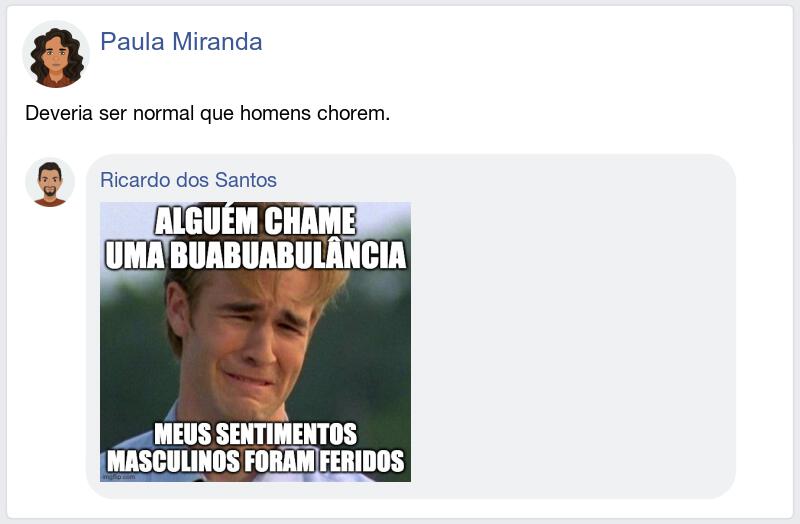 Paula Miranda
Deveria ser normal que homens chorem.
Ricardo dos Santos
ALGUÉM CHAME
UMA BUABUABULÂNCIA
MEUS SENTIMENTOS
MASCULINOS FORAM FERIDOS
imgflip.com